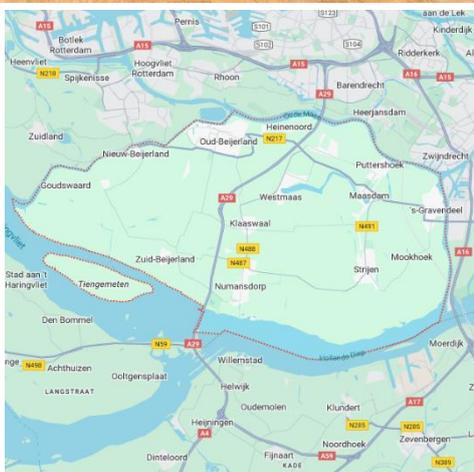 aan de Lek
Pernis
S101
S123
A15
A15
Kinderdijk
Botlek
Rotterdam
A15
S102
S104
Ridderkerk
Heenvliet
Hoogvliet
Rotterdam
A15
A16
A15
N218
Spijkenisse
Rhoon
Barendrecht
A29
Heerjansdam
Oude Maas
Heinenoord
Zuidland
Oud-Beijerland
N217
Zwijndrecht
Nieuw-Beijerland
Puttershoek
Goudswaard
A29
Westmaas
Maasdam
's-Gravendeel
Klaaswaal
N491
N488
A16
Zuid-Beijerland
N487
Mookhoek
Strijen
Stad aan 't
Haringvliet
Tiengemeten
Numansdorp
Den Bommel
N59
A29
Hollands Diep
Moerdijk
N498
Achthuizen
Willemstad
Ooltgensplaat
LANGSTRAAT
Helwijk
A17
Oudemolen
Klundert
Heijningen
N285
N285
A4
Noordhoek
Zevenbergen
Dinteloord
Fijnaart
A59
KADE
N389